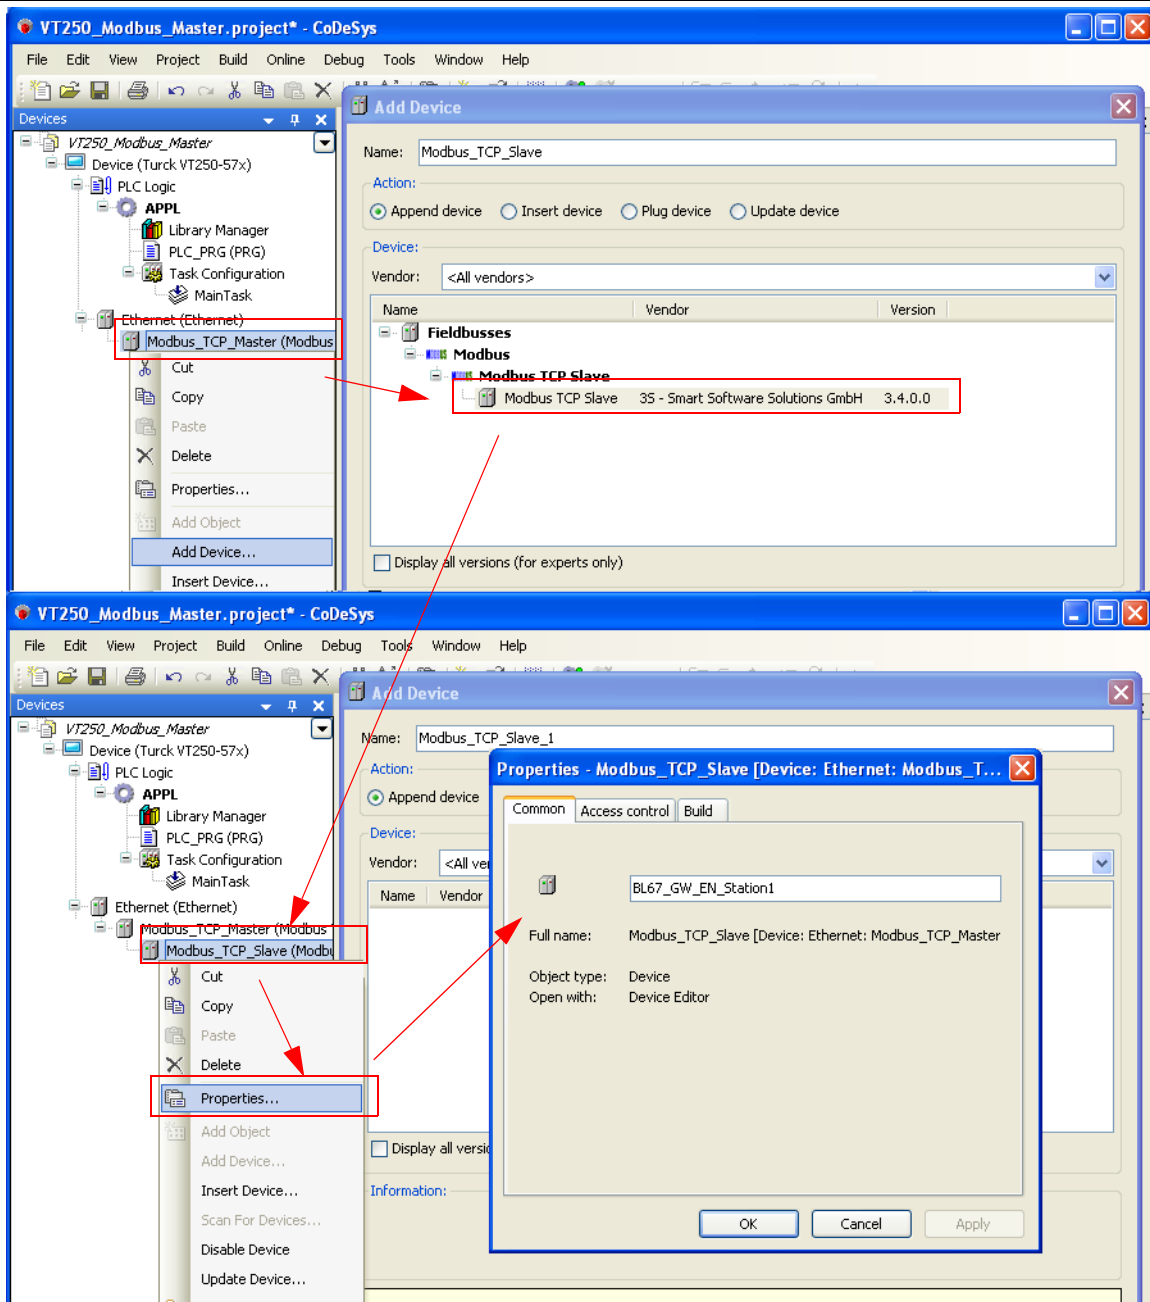 VT250_Modbus_Master.project* - CoDeSys
File Edit View Project Build Online Debug Tools Window Help
Devices
VT250_Modbus_Master
Device (Turck VT250-57x)
PLC Logic
APPL
Library Manager
PLC_PRG (PRG)
Task Configuration
MainTask
Ethernet (Ethernet)
Modbus_TCP_Master (Modbus
Cut
Copy
Paste
Delete
Properties...
Add Object
Add Device...
Insert Device...
Add Device
Name: Modbus_TCP_Slave
Action:
Append device Insert device Plug device Update device
Device:
Vendor: <All vendors>
Name Vendor Version
Fieldbusses
Modbus
Modbus TCP Slave
Modbus TCP Slave 3S - Smart Software Solutions GmbH 3.4.0.0
Display all versions (for experts only)
VT250_Modbus_Master.project* - CoDeSys
File Edit View Project Build Online Debug Tools Window Help
Devices
VT250_Modbus_Master
Device (Turck VT250-57x)
PLC Logic
APPL
Library Manager
PLC_PRG (PRG)
Task Configuration
MainTask
Ethernet (Ethernet)
Modbus_TCP_Master (Modbus
Modbus_TCP_Slave (Modbu
Cut
Copy
Paste
Delete
Properties...
Add Object
Add Device...
Insert Device...
Scan For Devices...
Disable Device
Update Device...
Add Device
Name: Modbus_TCP_Slave_1
Action:
Append device
Device:
Vendor: <All ve
Name Vendor
Display all versi
Information:
Properties - Modbus_TCP_Slave [Device: Ethernet: Modbus_T...
Common Access control Build
BL67_GW_EN_Station1
Full name: Modbus_TCP_Slave [Device: Ethernet: Modbus_TCP_Master
Object type: Device
Open with: Device Editor
OK Cancel Apply